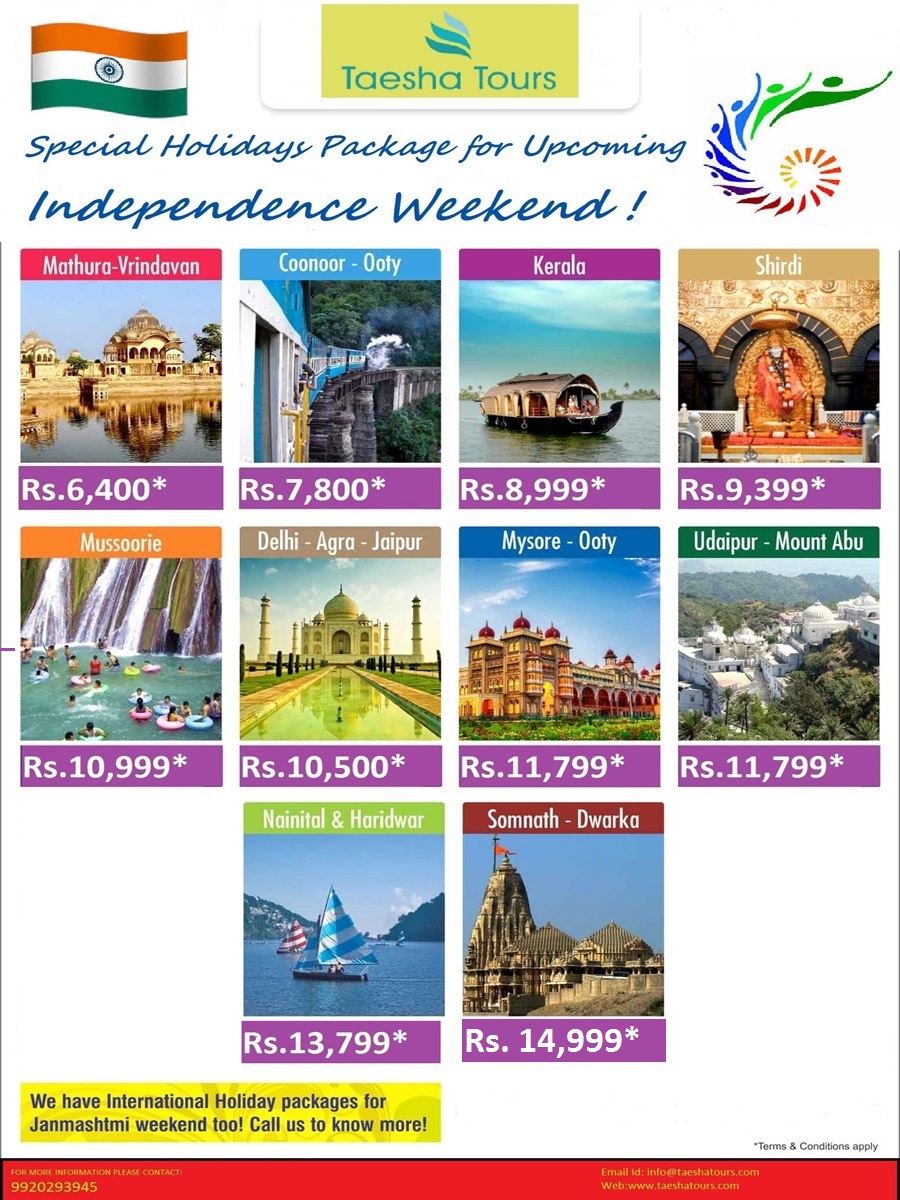 Taesha Tours
Special Holidays Package for Upcoming
Independence Weekend !
Mathura-Vrindavan
Coonoor - Ooty
Kerala
Shirdi
Rs.6,400*
Rs.7,800*
Rs.8,999*
Rs.9,399*
Mussoorie
Delhi - Agra - Jaipur
Mysore - Ooty
Udaipur - Mount Abu
Rs.10,999*
Rs.10,500*
Rs.11,799*
Rs.11,799*
Nainital & Haridwar
Somnath - Dwarka
Rs.13,799*
Rs. 14,999*
We have International Holiday packages for
Janmashtmi weekend too! Call us to know more!
*Terms & Conditions apply
FOR MORE INFORMATION PLEASE CONTACT:
9920293945
Email Id: info@taeshatours.com
Web:www.taeshatours.com